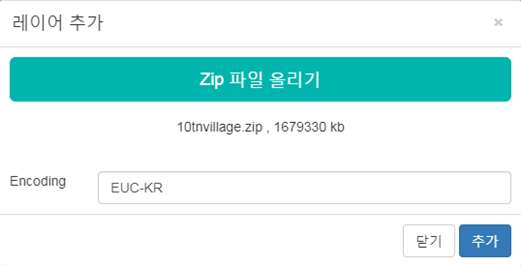 레이어 추가
×
Zip 파일 올리기
10tnvillage.zip , 1679330 kb
Encoding
EUC-KR
닫기
추가